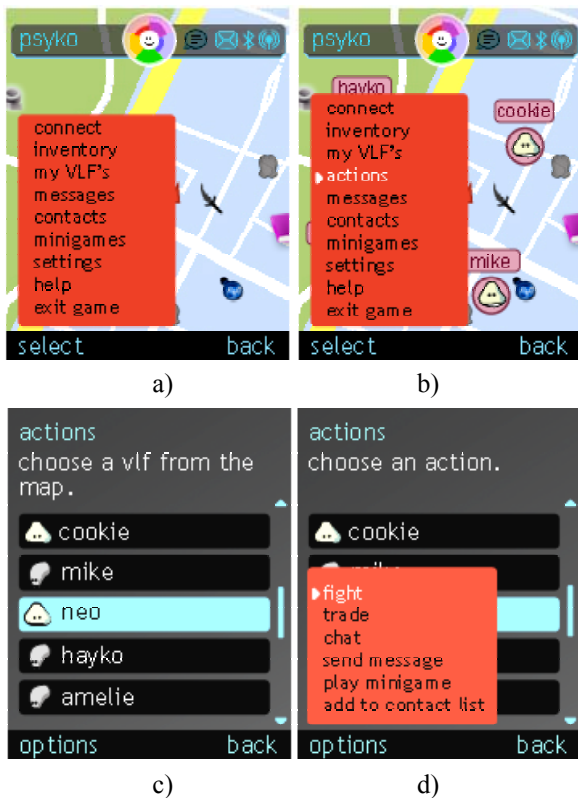 psyko
connect
inventory
my VLF's
messages
contacts
minigames
settings
help
exit game
select back
a)
psyko
hayko
cookie
connect
inventory
my VLF's
actions
messages
contacts
minigames
settings
help
exit game
mike
select back
b)
actions
choose a vlf from the
map.
cookie
mike
neo
hayko
amelie
options back
c)
actions
choose an action.
cookie
fight
trade
chat
send message
play minigame
add to contact list
options back
d)